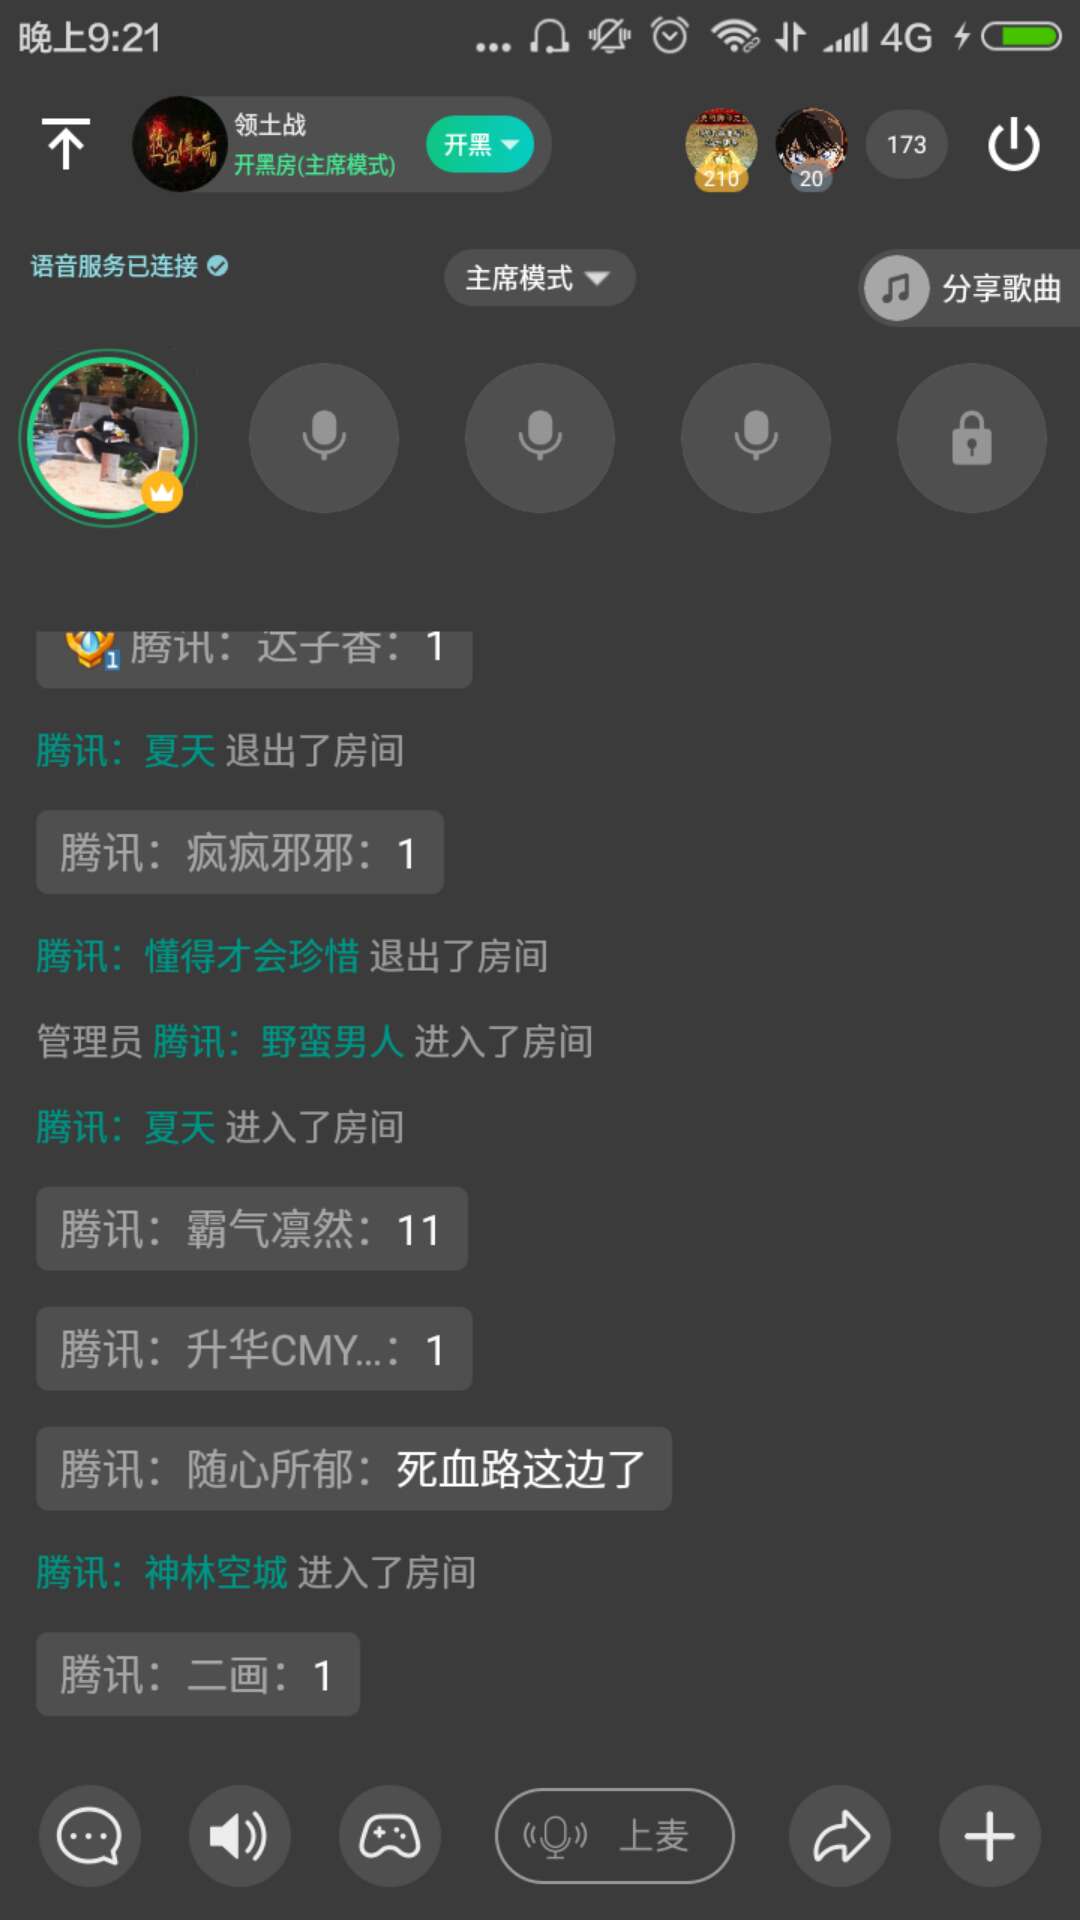 晚上9:21
4G
热血传奇
领土战
开黑房(主席模式)
开黑
210
20
173
语音服务已连接
主席模式
分享歌曲
1
腾讯：达子香：1
腾讯：夏天 退出了房间
腾讯：疯疯邪邪：1
腾讯：懂得才会珍惜 退出了房间
管理员 腾讯：野蛮男人 进入了房间
腾讯：夏天 进入了房间
腾讯：霸气凛然：11
腾讯：升华CMY...：1
腾讯：随心所郁：死血路这边了
腾讯：神林空城 进入了房间
腾讯：二画：1
上麦